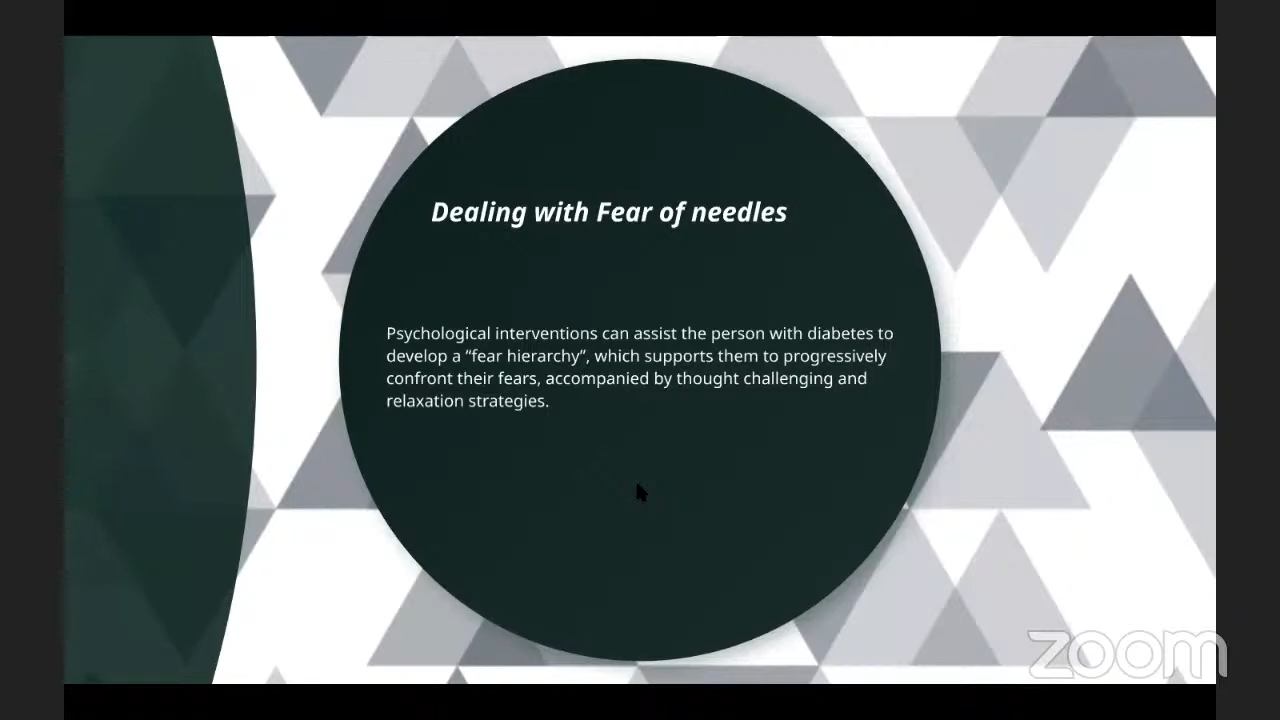 Dealing with Fear of needles
Psychological interventions can assist the person with diabetes to
develop a “fear hierarchy”, which supports them to progressively
confront their fears, accompanied by thought challenging and
relaxation strategies.
zoom